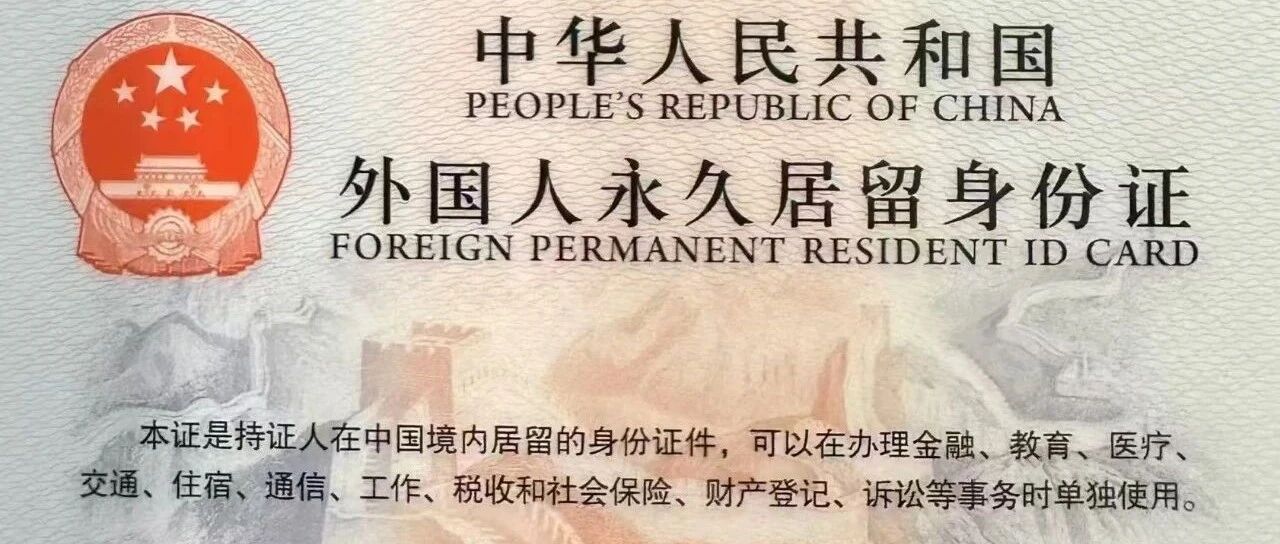 中华人民共和国
PEOPLE'S REPUBLIC OF CHINA
外国人永久居留身份证
FOREIGN PERMANENT RESIDENT ID CARD
本证是持证人在中国境内居留的身份证件，可以在办理金融、教育、医疗、
交通、住宿、通信、工作、税收和社会保险、财产登记、诉讼等事务时单独使用。